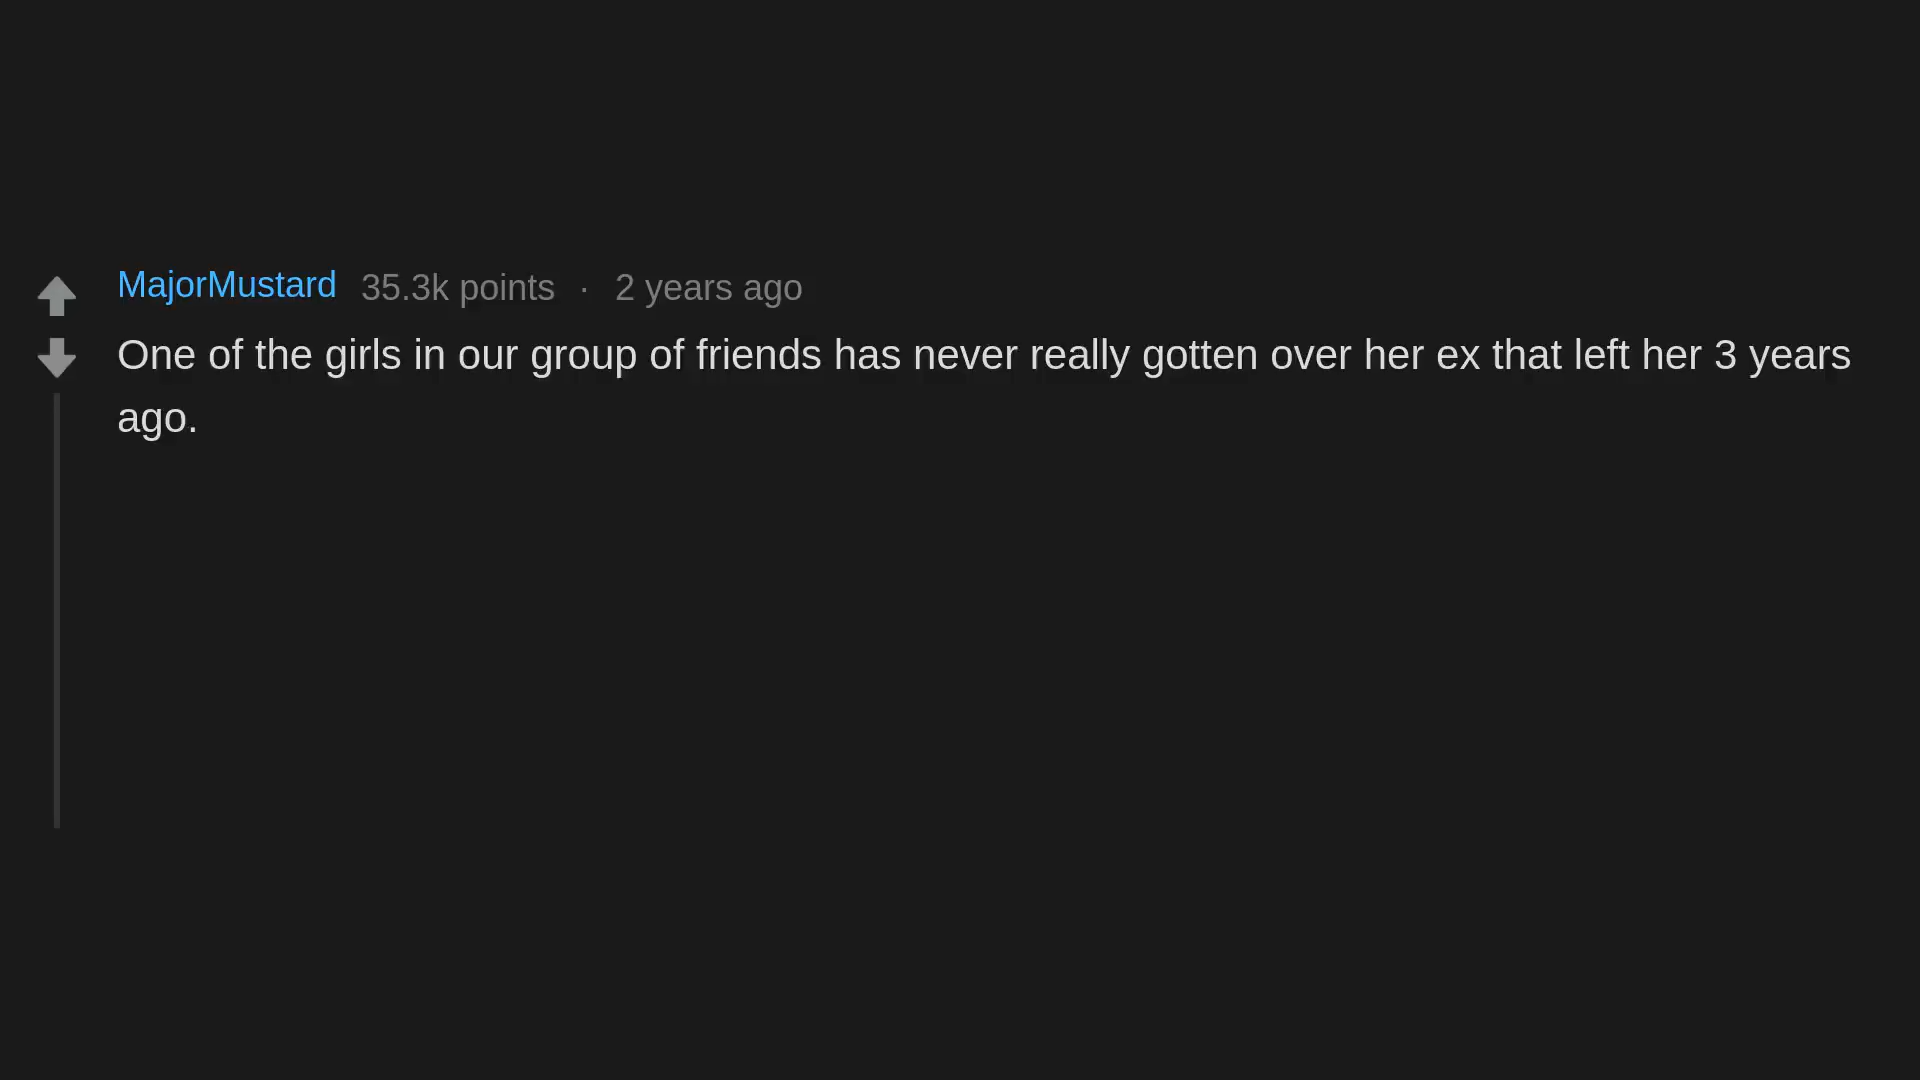 MajorMustard 35.3k points · 2 years ago
One of the girls in our group of friends has never really gotten over her ex that left her 3 years
ago.